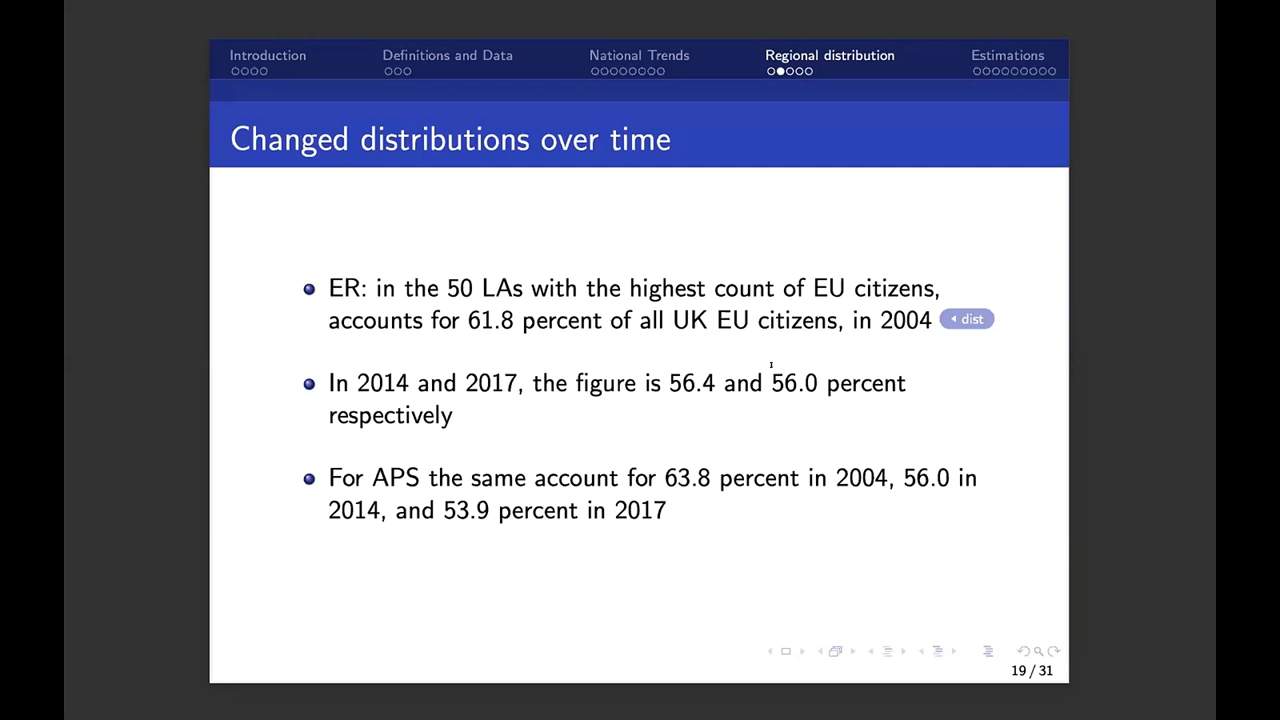 Introduction
Definitions and Data
National Trends
Regional distribution
Estimations
Changed distributions over time
ER: in the 50 LAs with the highest count of EU citizens,
accounts for 61.8 percent of all UK EU citizens, in 2004
dist
In 2014 and 2017, the figure is 56.4 and 56.0 percent
respectively
For APS the same account for 63.8 percent in 2004, 56.0 in
2014, and 53.9 percent in 2017
19 / 31